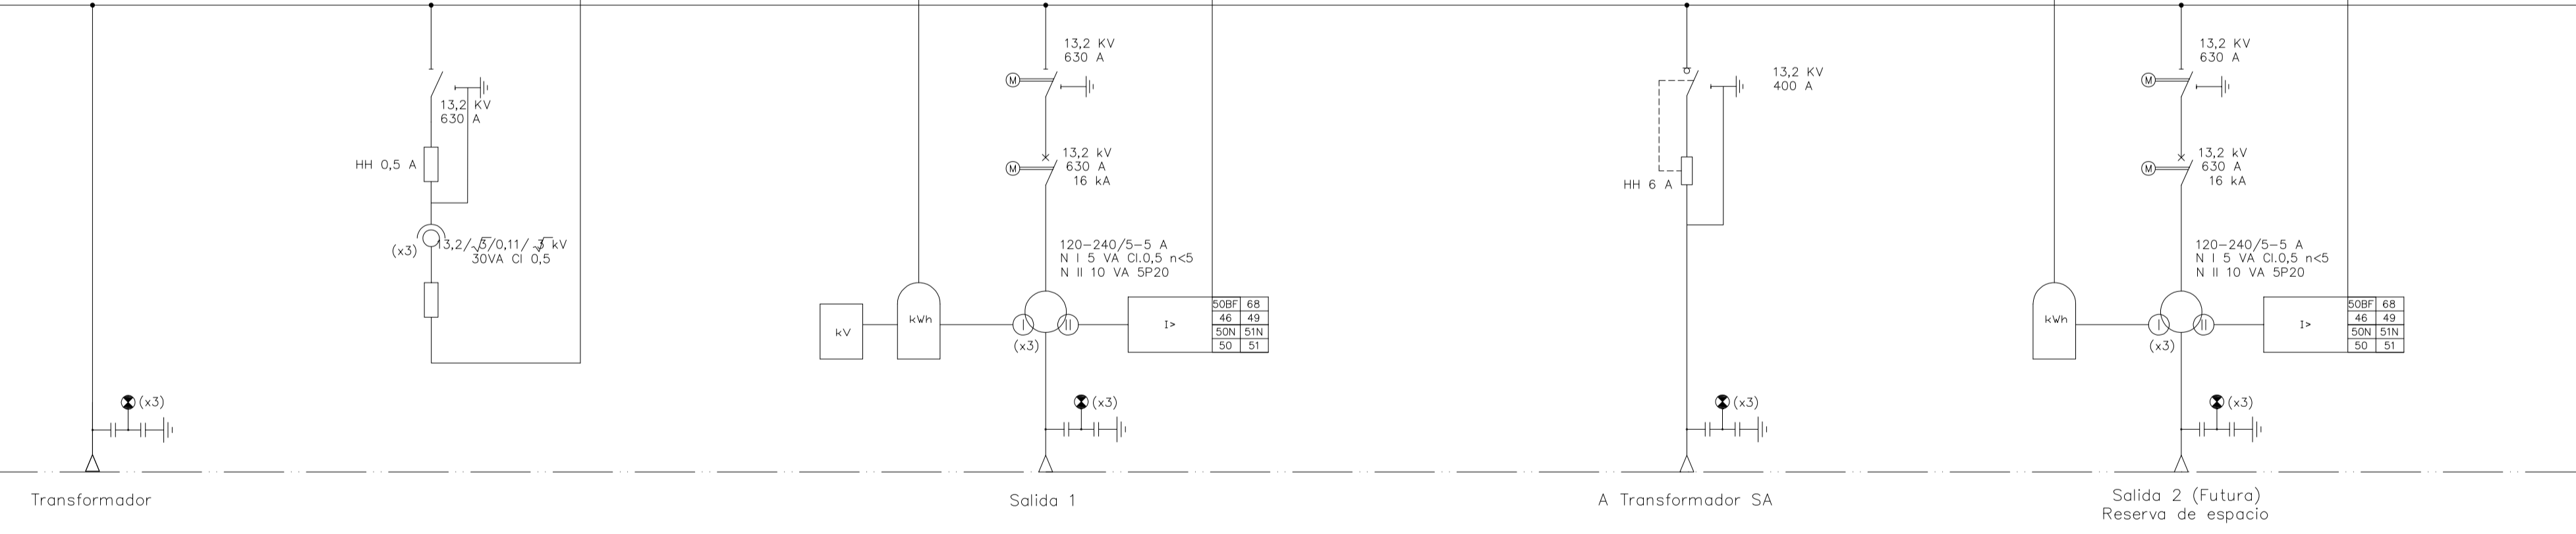 13,2 KV
630 A
HH 0,5 A
(x3)
13,2/√3/0,11/√3 kV
30VA Cl 0,5
(x3)
Transformador
13,2 KV
630 A
M
13,2 kV
630 A
16 kA
M
120-240/5-5 A
N I 5 VA Cl.0,5 n<5
N II 10 VA 5P20
kV
kWh
I
II
(x3)
I>
50BF 68
46 49
50N 51N
50 51
(x3)
Salida 1
13,2 KV
400 A
HH 6 A
(x3)
A Transformador SA
13,2 KV
630 A
M
13,2 kV
630 A
16 kA
M
120-240/5-5 A
N I 5 VA Cl.0,5 n<5
N II 10 VA 5P20
kWh
I
II
(x3)
I>
50BF 68
46 49
50N 51N
50 51
(x3)
Salida 2 (Futura)
Reserva de espacio